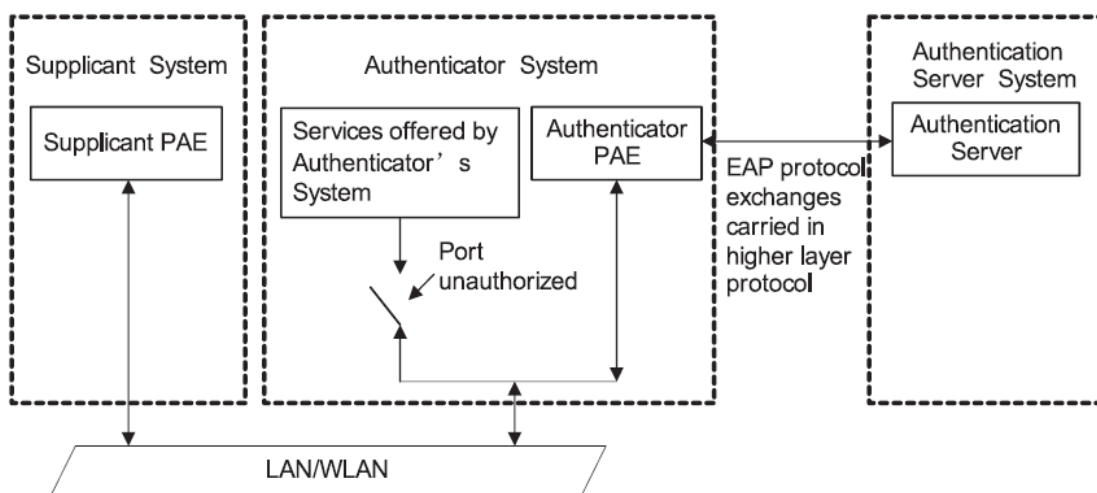 Supplicant System
Supplicant PAE
Authenticator System
Services offered by
Authenticator’s
System
Authenticator
PAE
Port
unauthorized
EAP protocol
exchanges
carried in
higher layer
protocol
Authentication
Server System
Authentication
Server
LAN/WLAN